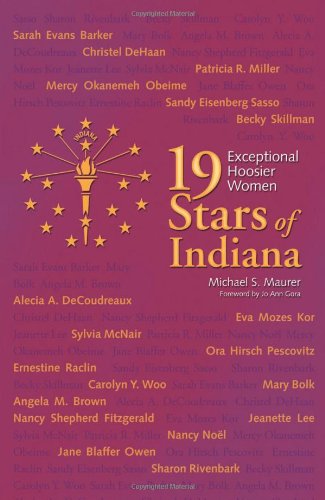 Sasso Sharon Rivenbark Becky Skillman Carolyn Y. Woo
Sarah Evans Barker Mary Bolk Angela M. Brown Alecia A.
DeCoudreaux Christel DeHaan Nancy Shepherd Fitzgerald Eva
Mozes Kor Jeanette Lee Sylvia McNair Patricia R. Miller Nancy
Noël Mercy Okanemeh Obeime Jane Blaffer Owen Ora
Hirsch Pescovitz Ernestine Raclin Sandy Eisenberg Sasso Sharon
Rivenbark Becky Skillman
Carolyn Y. Woo
INDIANA
19 Exceptional
Hoosier
Women
Stars of
Indiana
Michael S. Maurer
Foreword by Jo Ann Gora
Sarah Evans Barker Mary
Bolk Angela M. Brown
Alecia A. DeCoudreaux
Christel DeHaan Nancy Shepherd Fitzgerald Eva Mozes Kor
Jeanette Lee Sylvia McNair Patricia R. Miller Nancy Noël Mercy
Okanemeh Obeime Jane Blaffer Owen Ora Hirsch Pescovitz
Ernestine Raclin Sandy Eisenberg Sasso Sharon Rivenbark
Becky Skillman Carolyn Y. Woo Sarah Evans Barker Mary Bolk
Angela M. Brown Alecia A. DeCoudreaux Christel DeHaan
Nancy Shepherd Fitzgerald Eva Mozes Kor Jeanette Lee
Sylvia McNair Patricia R. Miller Nancy Noël Mercy Okanemeh
Obeime Jane Blaffer Owen Ora Hirsch Pescovitz Ernestine
Raclin Sandy Eisenberg Sasso Sharon Rivenbark Becky Skillman
Carolyn Y. Woo Sarah Evans Barker Mary Bolk Angela M.